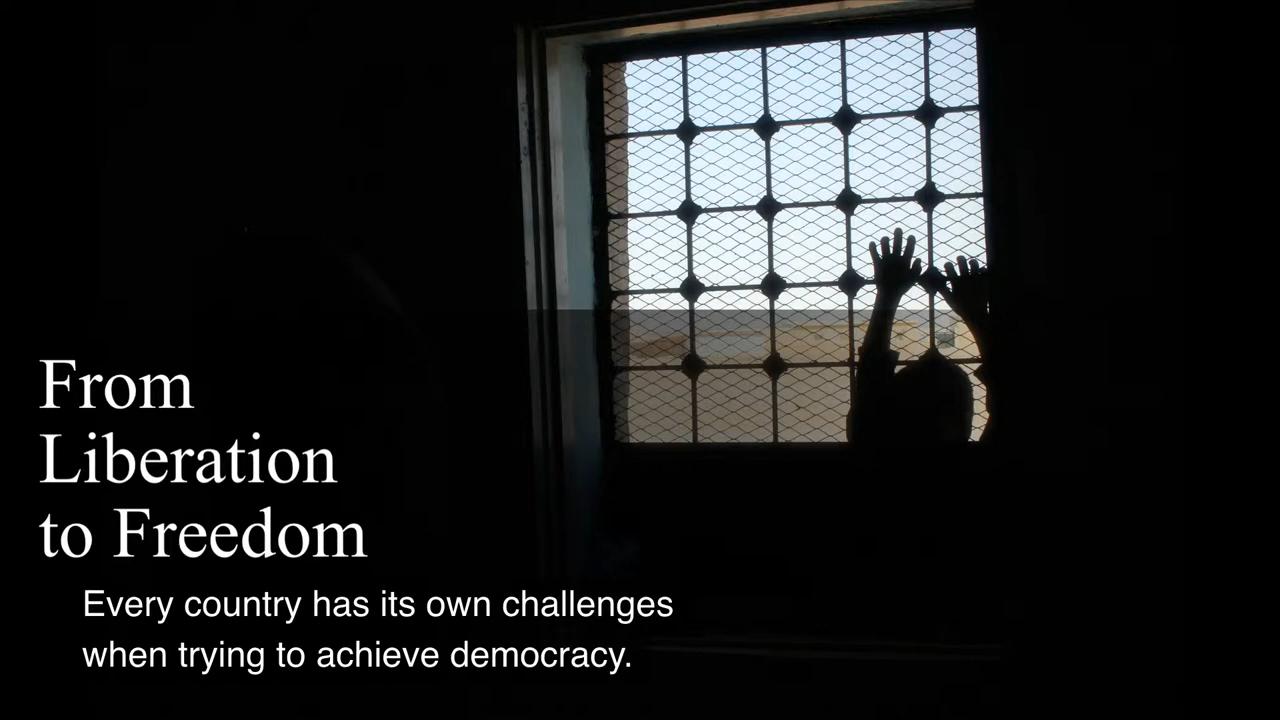 From
Liberation
to Freedom
Every country has its own challenges
when trying to achieve democracy.